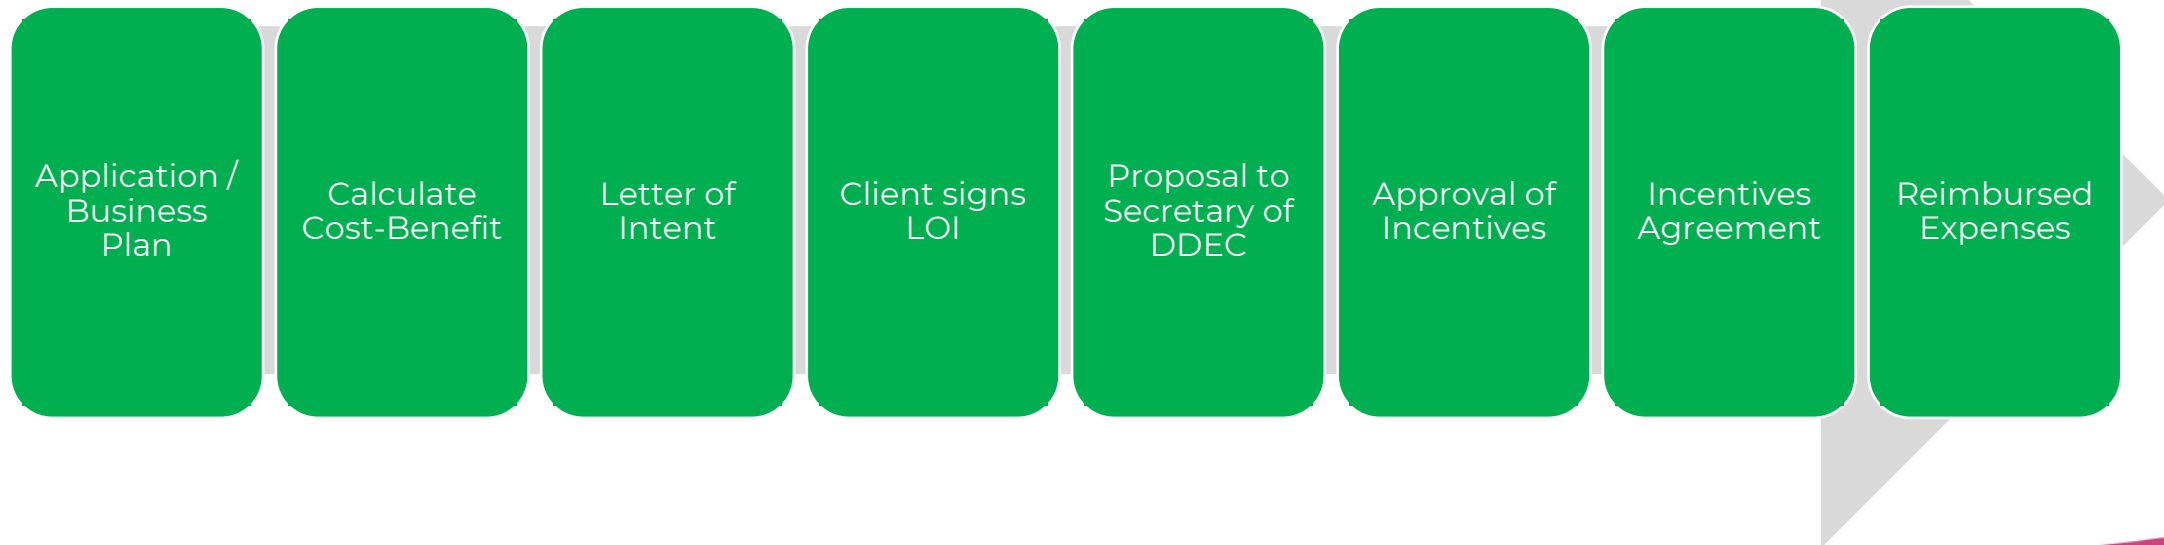 Application /
Business
Plan
Calculate
Cost-Benefit
Letter of
Intent
Client signs
LOI
Proposal to
Secretary of
DDEC
Approval of
Incentives
Incentives
Agreement
Reimbursed
Expenses